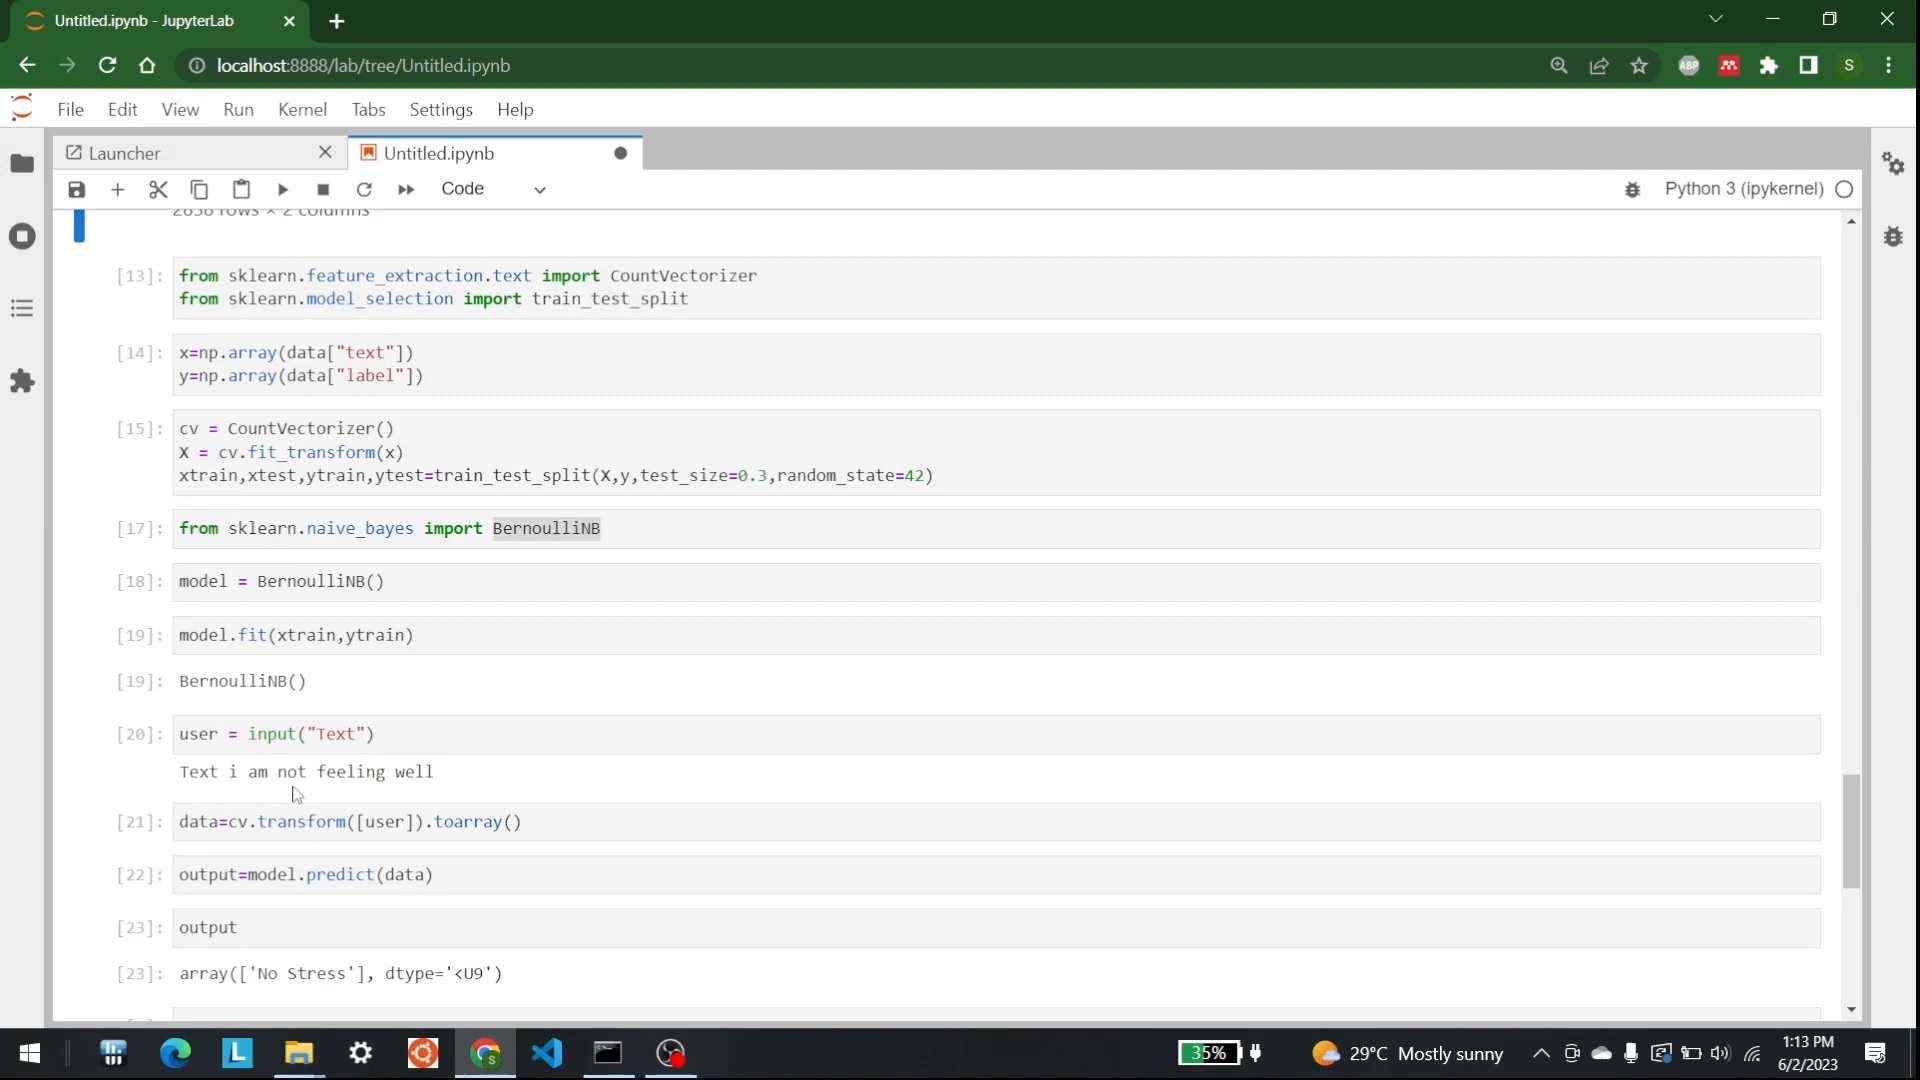 Untitled.ipynb - JupyterLab
localhost:8888/lab/tree/Untitled.ipynb
ABP
S
File Edit View Run Kernel Tabs Settings Help
Launcher
Untitled.ipynb
Code
Python 3 (ipykernel)
2838 rows × 2 columns
[13]: from sklearn.feature_extraction.text import CountVectorizer
from sklearn.model_selection import train_test_split
[14]: x=np.array(data["text"])
y=np.array(data["label"])
[15]: cv = CountVectorizer()
X = cv.fit_transform(x)
xtrain,xtest,ytrain,ytest=train_test_split(X,y,test_size=0.3,random_state=42)
[17]: from sklearn.naive_bayes import BernoulliNB
[18]: model = BernoulliNB()
[19]: model.fit(xtrain,ytrain)
[19]: BernoulliNB()
[20]: user = input("Text")
Text i am not feeling well
[21]: data=cv.transform([user]).toarray()
[22]: output=model.predict(data)
[23]: output
[23]: array(['No Stress'], dtype='<U9')
L
S
35%
29°C Mostly sunny
1:13 PM
6/2/2023